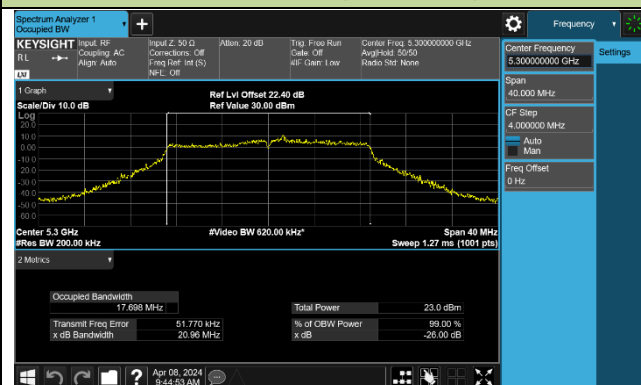 Spectrum Analyzer 1
Occupied BW
+
Frequency
KEYSIGHT
RL
LXI
Input: RF
Coupling: AC
Align: Auto
Input Z: 50 Ω
Corrections: Off
Freq Ref: Int (S)
NFE: Off
Atten: 20 dB
Trig: Free Run
Gate: Off
#IF Gain: Low
Center Freq: 5.300000000 GHz
Avg|Hold: 50/50
Radio Std: None
Center Frequency
5.300000000 GHz
Settings
Span
40.000 MHz
CF Step
4.000000 MHz
Auto
Man
Freq Offset
0 Hz
1 Graph
Scale/Div 10.0 dB
Ref Lvl Offset 22.40 dB
Ref Value 30.00 dBm
Log
20.0
10.0
0.00
-10.0
-20.0
-30.0
-40.0
-50.0
-60.0
Center 5.3 GHz
#Res BW 200.00 kHz
#Video BW 620.00 kHz*
Span 40 MHz
Sweep 1.27 ms (1001 pts)
2 Metrics
Occupied Bandwidth
17.698 MHz
Total Power
23.0 dBm
Transmit Freq Error
51.770 kHz
% of OBW Power
99.00 %
x dB Bandwidth
20.96 MHz
x dB
-26.00 dB
?
Apr 08, 2024
9:44:53 AM